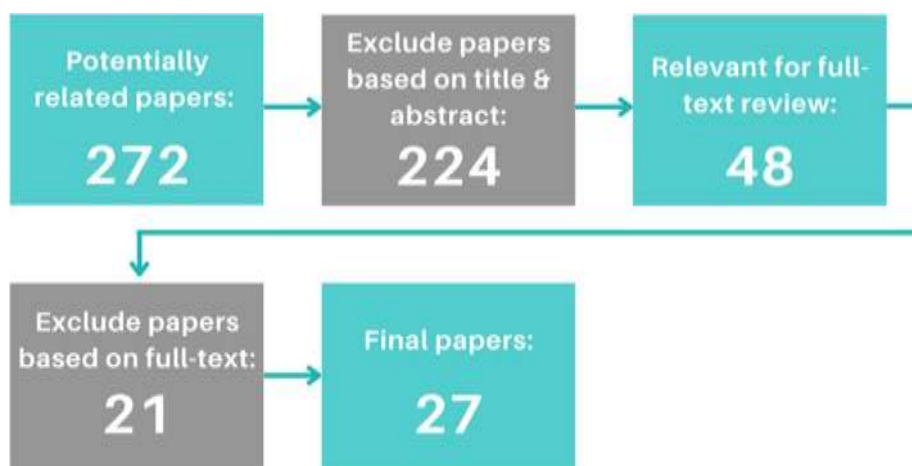 Potentially
related papers:
272
Exclude papers
based on title &
abstract:
224
Relevant for full-
text review:
48
Exclude papers
based on full-text:
21
Final papers:
27